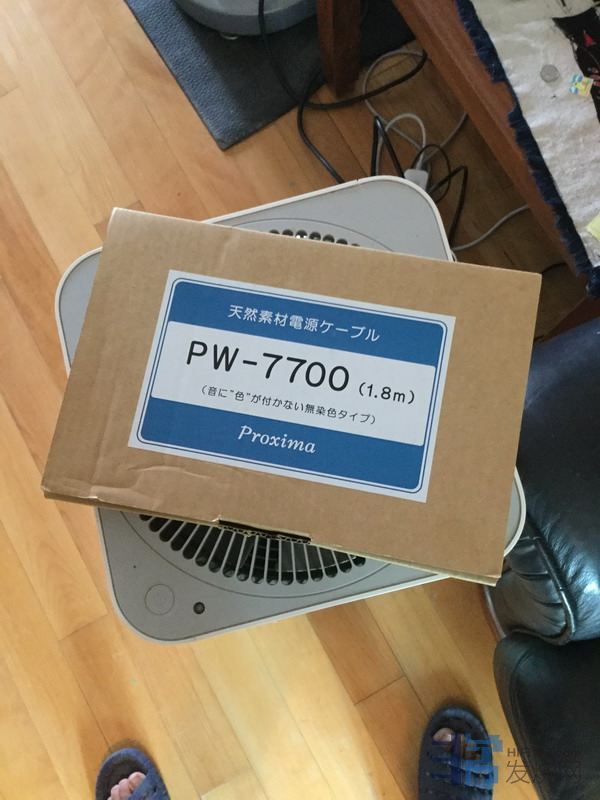 天然素材電源ケーブル
PW-7700 (1.8m)
(音に"色"が付かない無染色タイプ)
Proxima